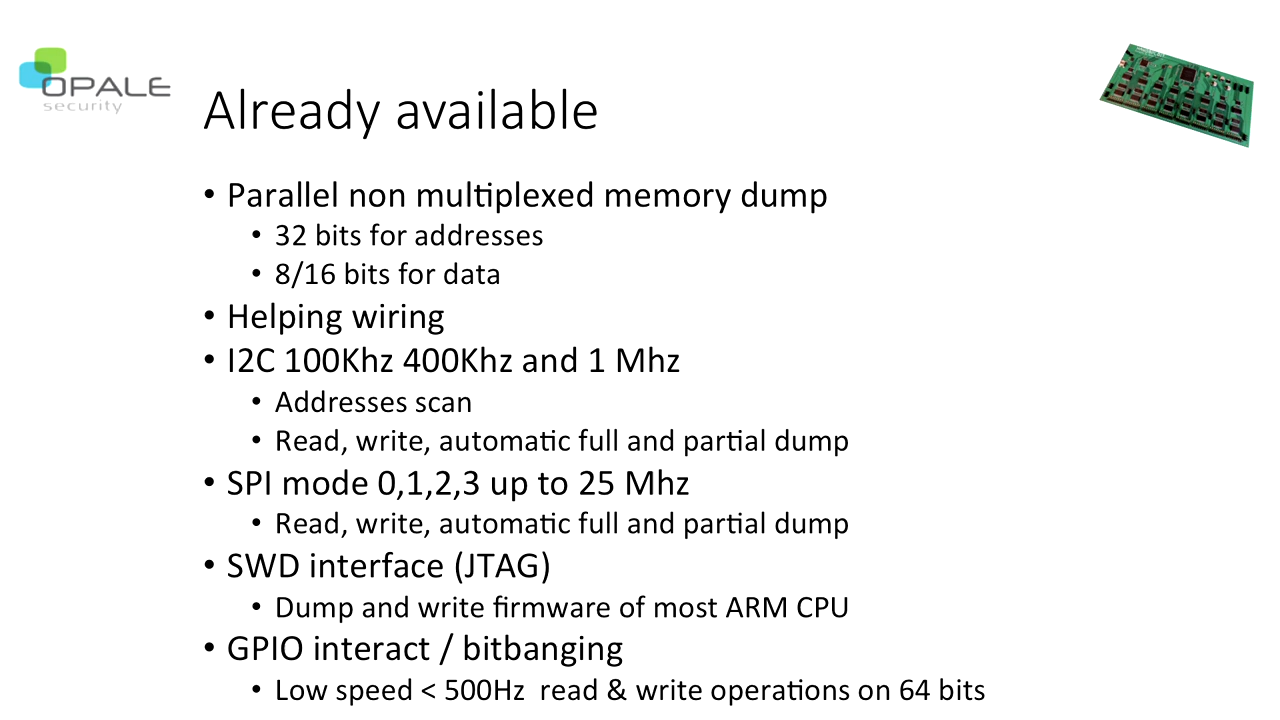 OPALE
security
Already available
• Parallel non multiplexed memory dump
• 32 bits for addresses
• 8/16 bits for data
• Helping wiring
• I2C 100Khz 400Khz and 1 Mhz
• Addresses scan
• Read, write, automatic full and partial dump
• SPI mode 0,1,2,3 up to 25 Mhz
• Read, write, automatic full and partial dump
• SWD interface (JTAG)
• Dump and write firmware of most ARM CPU
• GPIO interact / bitbanging
• Low speed < 500Hz  read & write operations on 64 bits